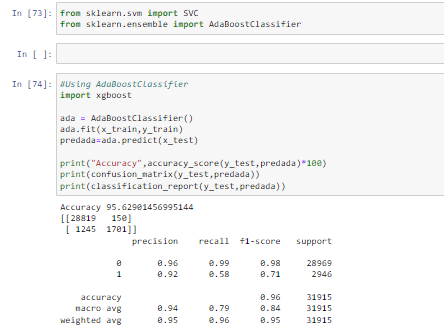 In [73]: from sklearn.svm import SVC
from sklearn.ensemble import AdaBoostClassifier
In [ ]:
In [74]: #Using AdaBoostClassifier
import xgboost
ada = AdaBoostClassifier()
ada.fit(x_train,y_train)
predada=ada.predict(x_test)
print("Accuracy",accuracy_score(y_test,predada)*100)
print(confusion_matrix(y_test,predada))
print(classification_report(y_test,predada))
Accuracy 95.62901456995144
[[28819 150]
[ 1245 1701]]
precision recall f1-score support
0 0.96 0.99 0.98 28969
1 0.92 0.58 0.71 2946
accuracy 0.96 31915
macro avg 0.94 0.79 0.84 31915
weighted avg 0.95 0.96 0.95 31915